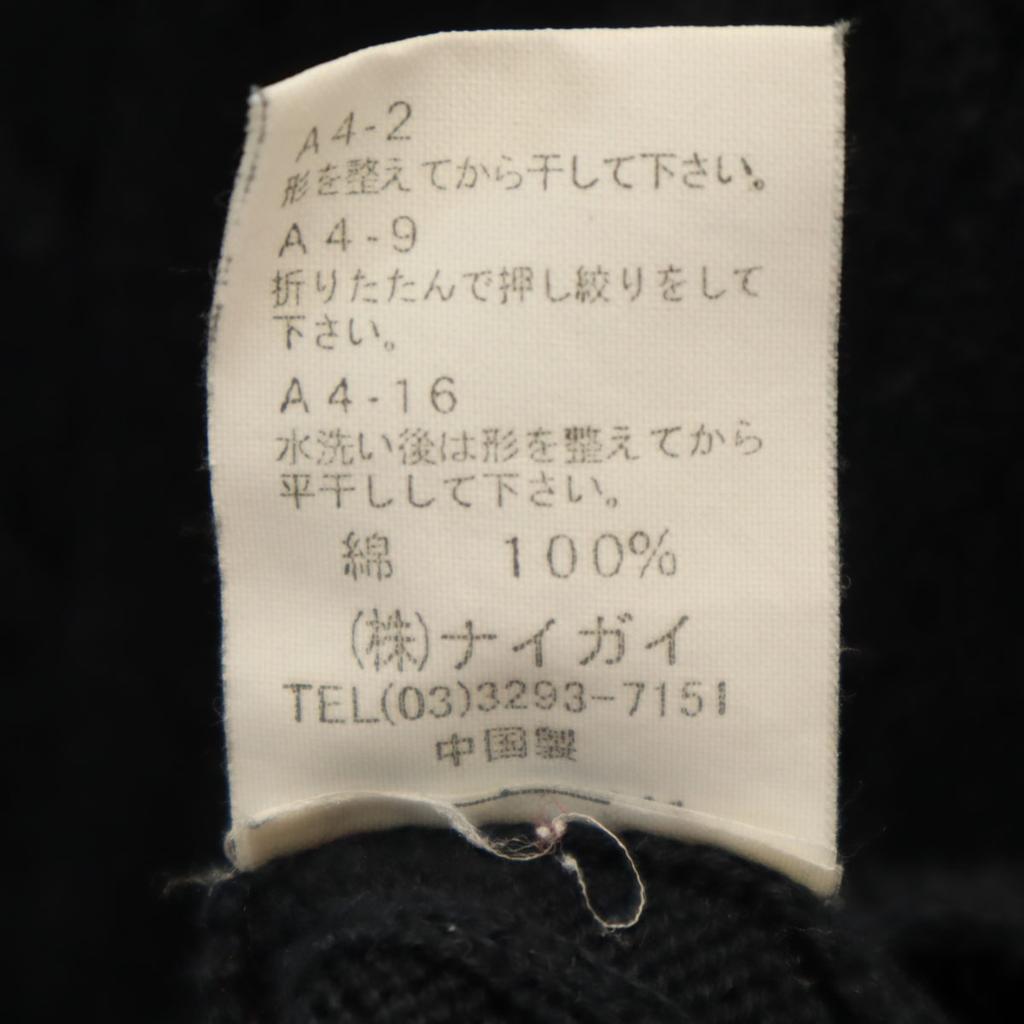 A4-2
形を整えてから干して下さい。
A4-9
折りたたんで押し絞りをして
下さい。
A4-16
水洗い後は形を整えてから
平干しして下さい。
綿 100%
(株)ナイガイ
TEL(03)3293-7151
中国製